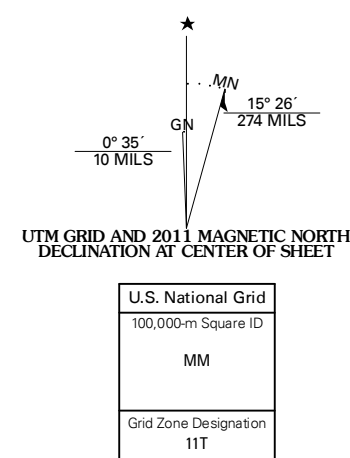 ★
MN
15° 26´
274 MILS
GN
0° 35´
10 MILS
UTM GRID AND 2011 MAGNETIC NORTH
DECLINATION AT CENTER OF SHEET
U.S. National Grid
100,000-m Square ID
MM
Grid Zone Designation
11T